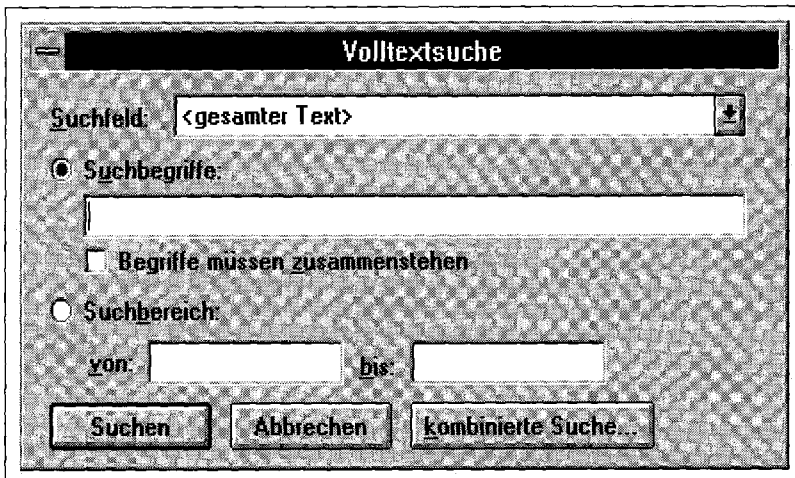 Volltextsuche
Suchfeld: <gesamter Text>
Suchbegriffe:
Begriffe müssen zusammenstehen
Suchbereich:
von: bis:
Suchen Abbrechen kombinierte Suche...